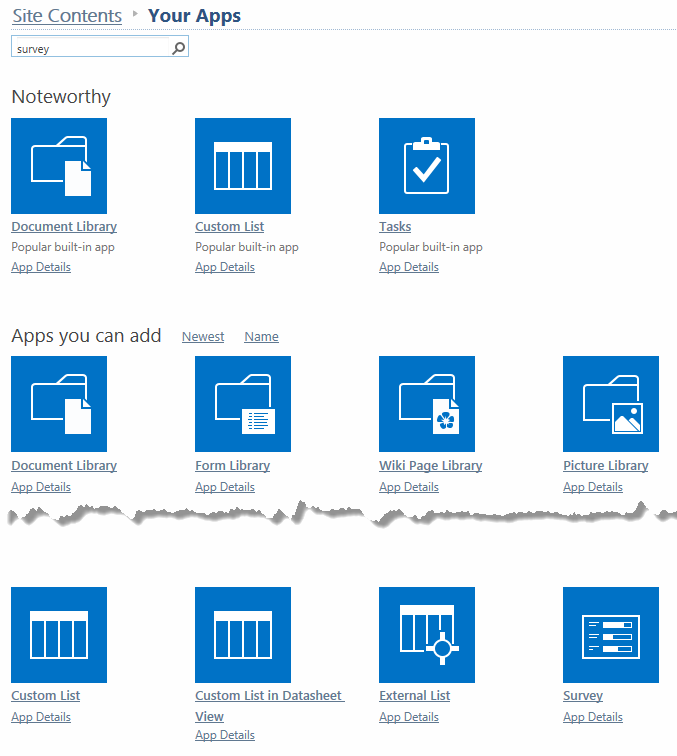 Site Contents ▸ Your Apps
survey
Noteworthy
Document Library Custom List Tasks
Popular built-in app Popular built-in app Popular built-in app
App Details App Details App Details
Apps you can add Newest Name
Document Library Form Library Wiki Page Library Picture Library
App Details App Details App Details App Details
Custom List Custom List in Datasheet External List Survey
App Details View App Details App Details
App Details